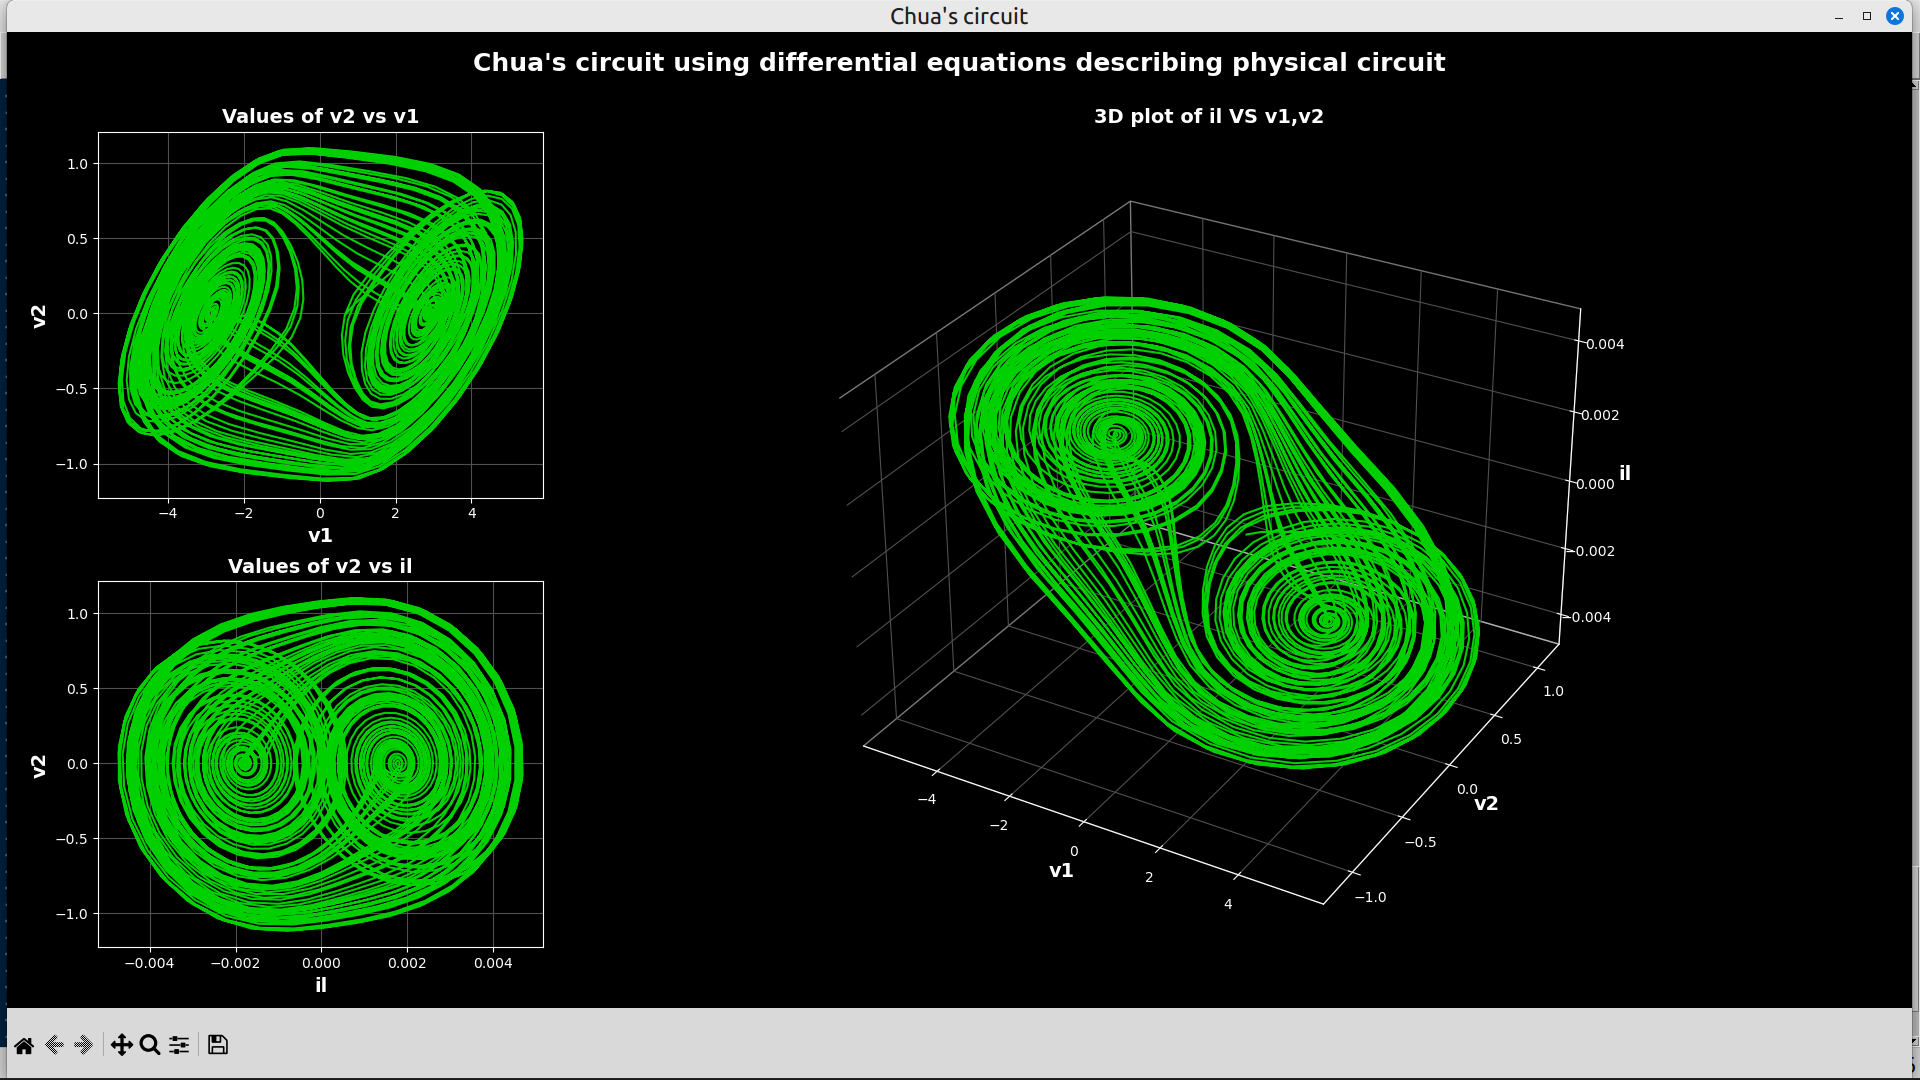 Chua's circuit
Chua's circuit using differential equations describing physical circuit
Values of v2 vs v1
1.0
0.5
0.0
−0.5
−1.0
v2
−4 −2 0 2 4
v1
Values of v2 vs il
1.0
0.5
0.0
−0.5
−1.0
v2
−0.004 −0.002 0.000 0.002 0.004
il
3D plot of il VS v1,v2
0.004
0.002
0.000
−0.002
−0.004
il
1.0
0.5
0.0
−0.5
−1.0
v2
−4
−2
0
2
4
v1